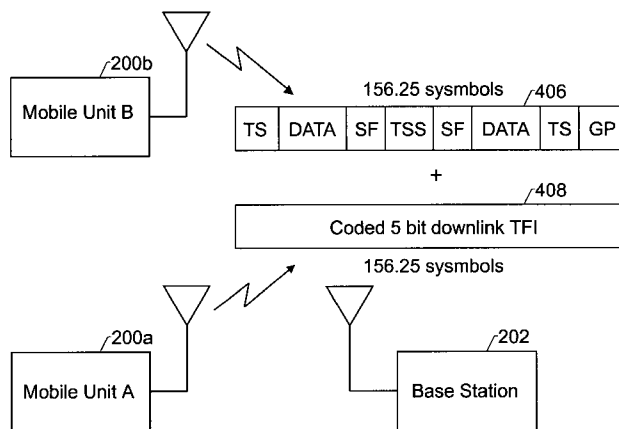 200b
Mobile Unit B
156.25 sysmbols
406
TS DATA SF TSS SF DATA TS GP
+
408
Coded 5 bit downlink TFI
156.25 sysmbols
200a
Mobile Unit A
202
Base Station